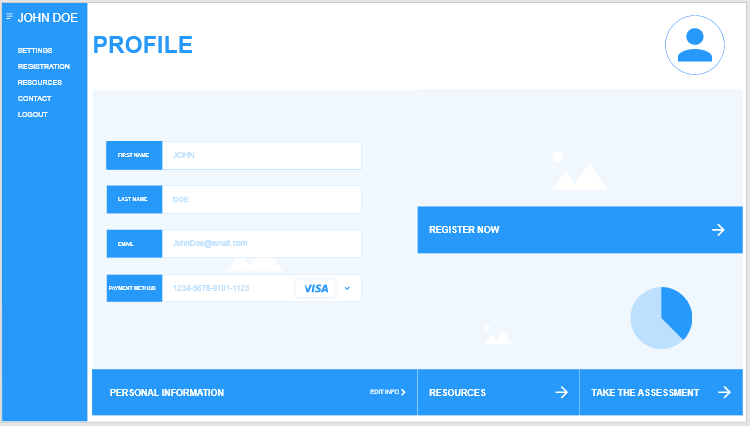 JOHN DOE
SETTINGS
REGISTRATION
RESOURCES
CONTACT
LOGOUT
PROFILE
FIRST NAME JOHN
LAST NAME DOE
EMAIL JohnDoe@email.com
PAYMENT METHOD 1234-5678-9101-1123 VISA
PERSONAL INFORMATION EDIT INFO
REGISTER NOW
RESOURCES
TAKE THE ASSESSMENT